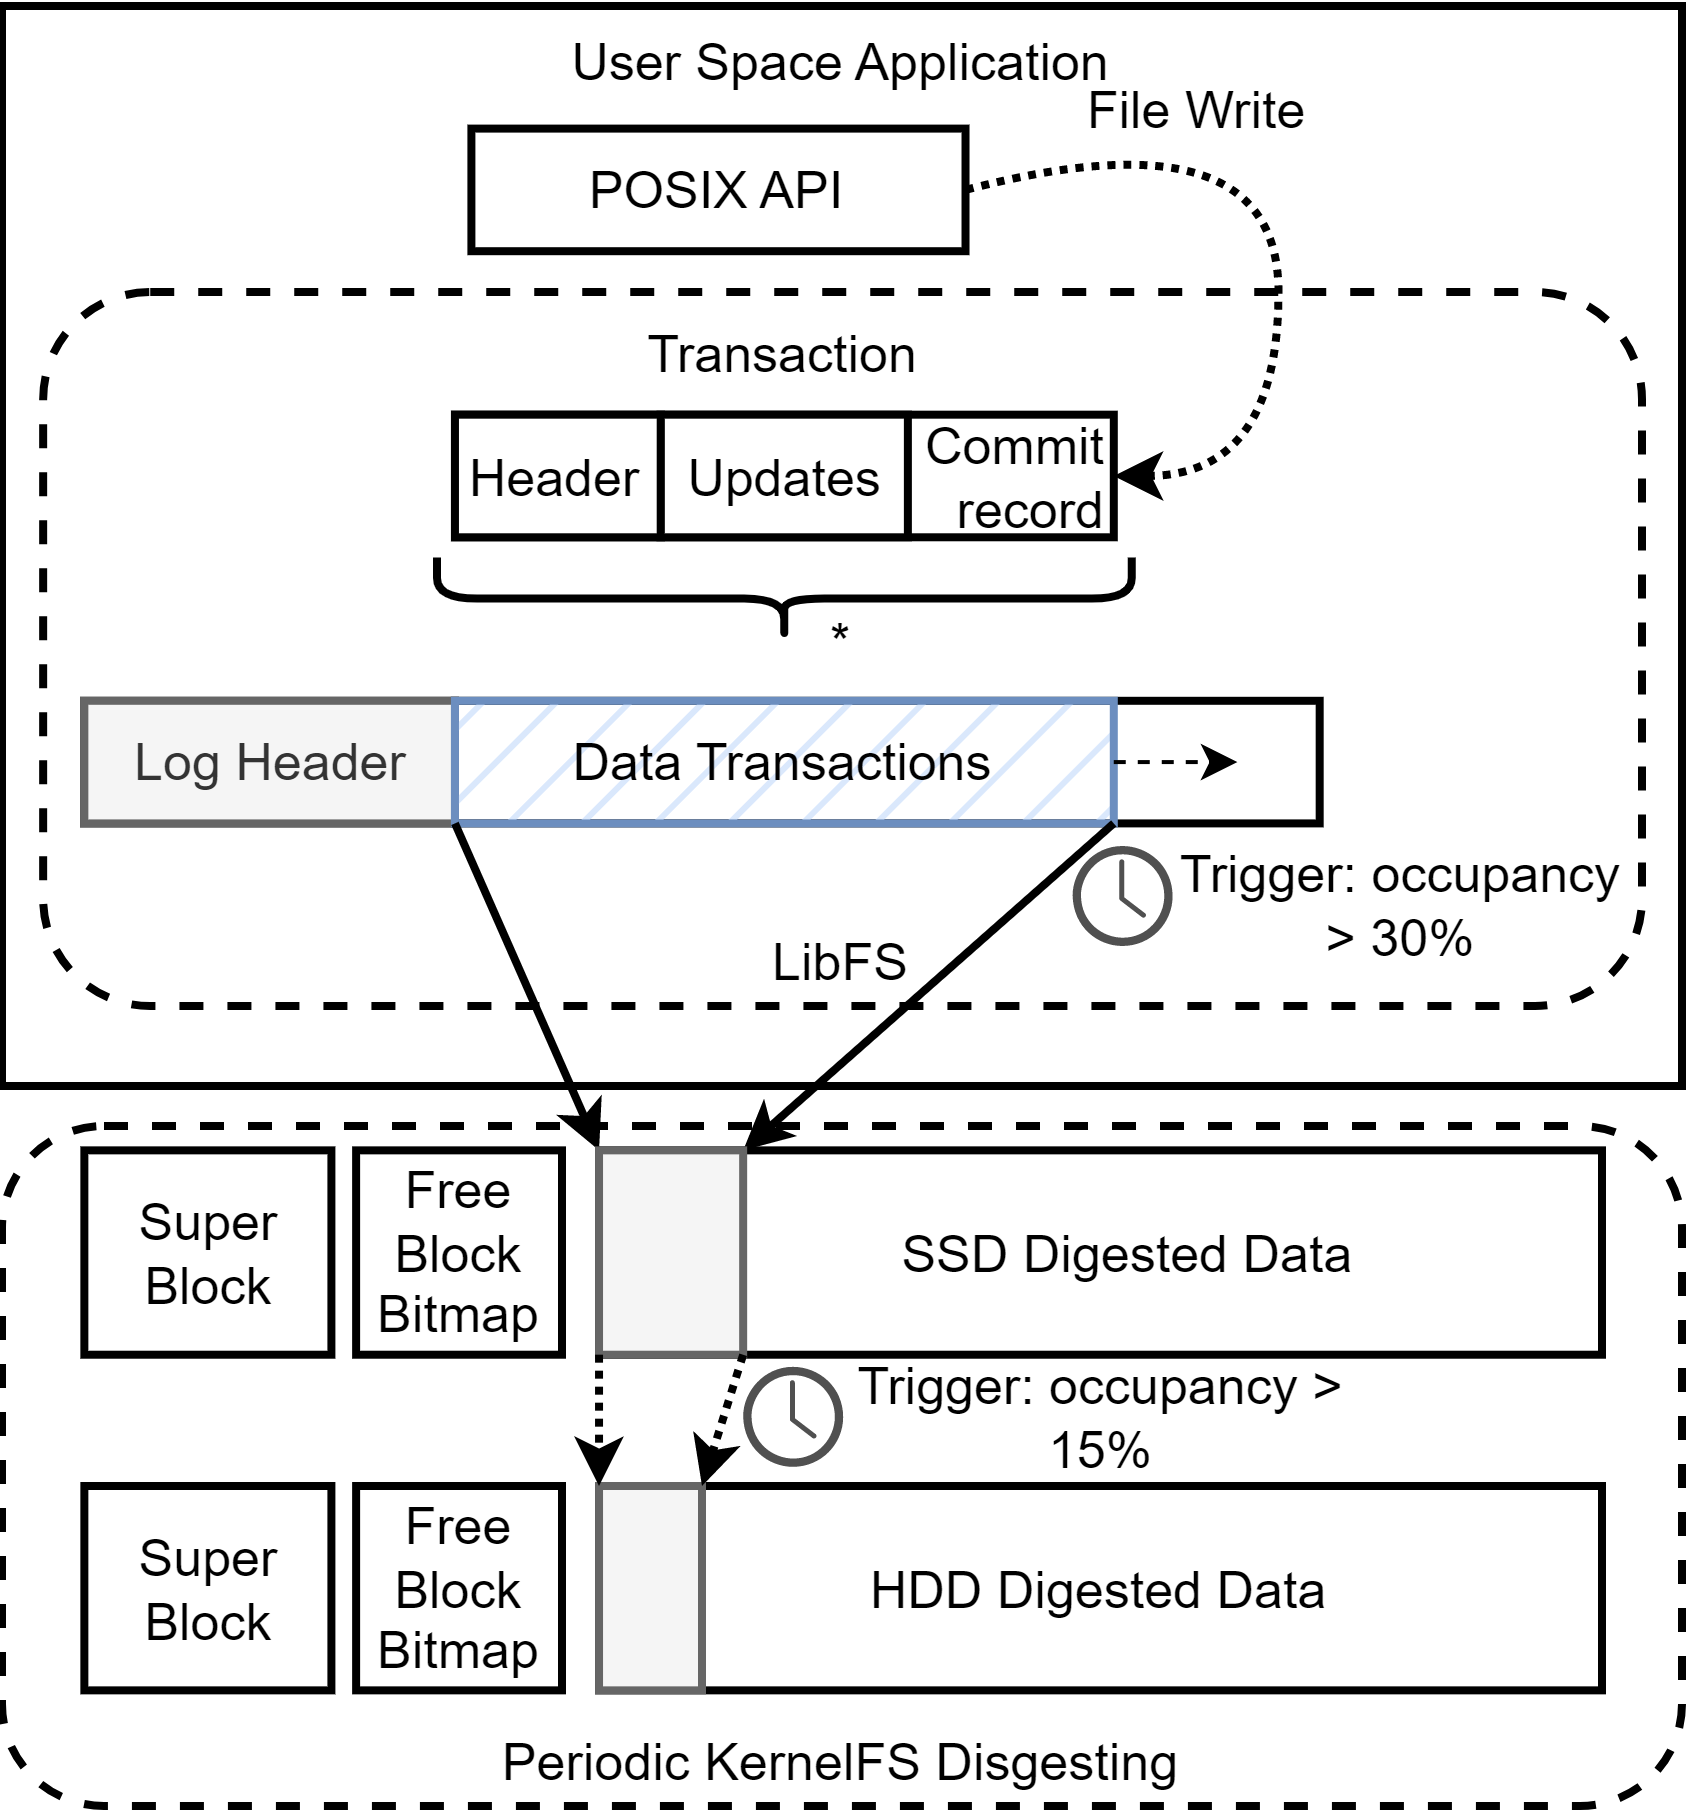 User Space Application
File Write
POSIX API
Transaction
Header
Updates
Commit
record
*
Log Header
Data Transactions
Trigger: occupancy
> 30%
LibFS
Super
Block
Free
Block
Bitmap
SSD Digested Data
Trigger: occupancy >
15%
Super
Block
Free
Block
Bitmap
HDD Digested Data
Periodic KernelFS Disgesting